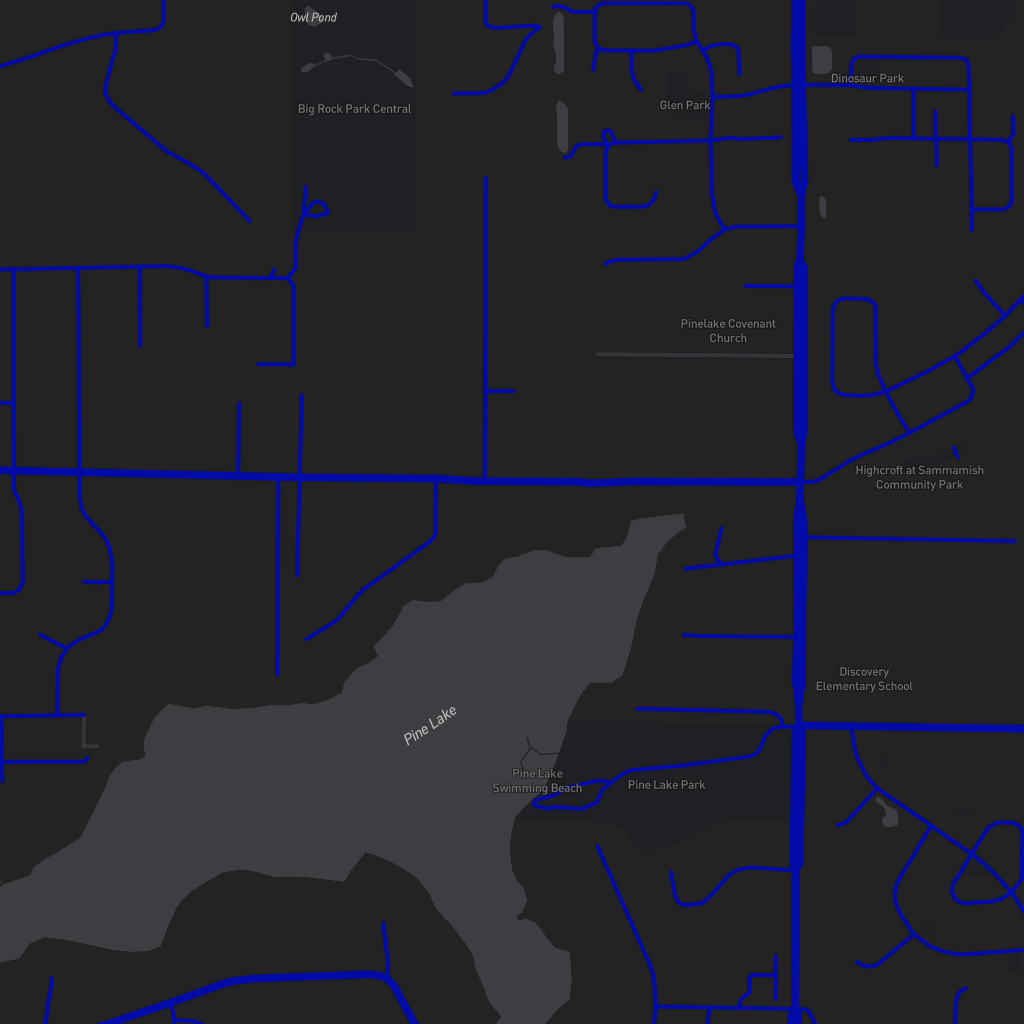 Owl Pond
Big Rock Park Central
Dinosaur Park
Glen Park
Pinelake Covenant
Church
Highcroft at Sammamish
Community Park
Discovery
Elementary School
Pine Lake
Pine Lake
Swimming Beach
Pine Lake Park